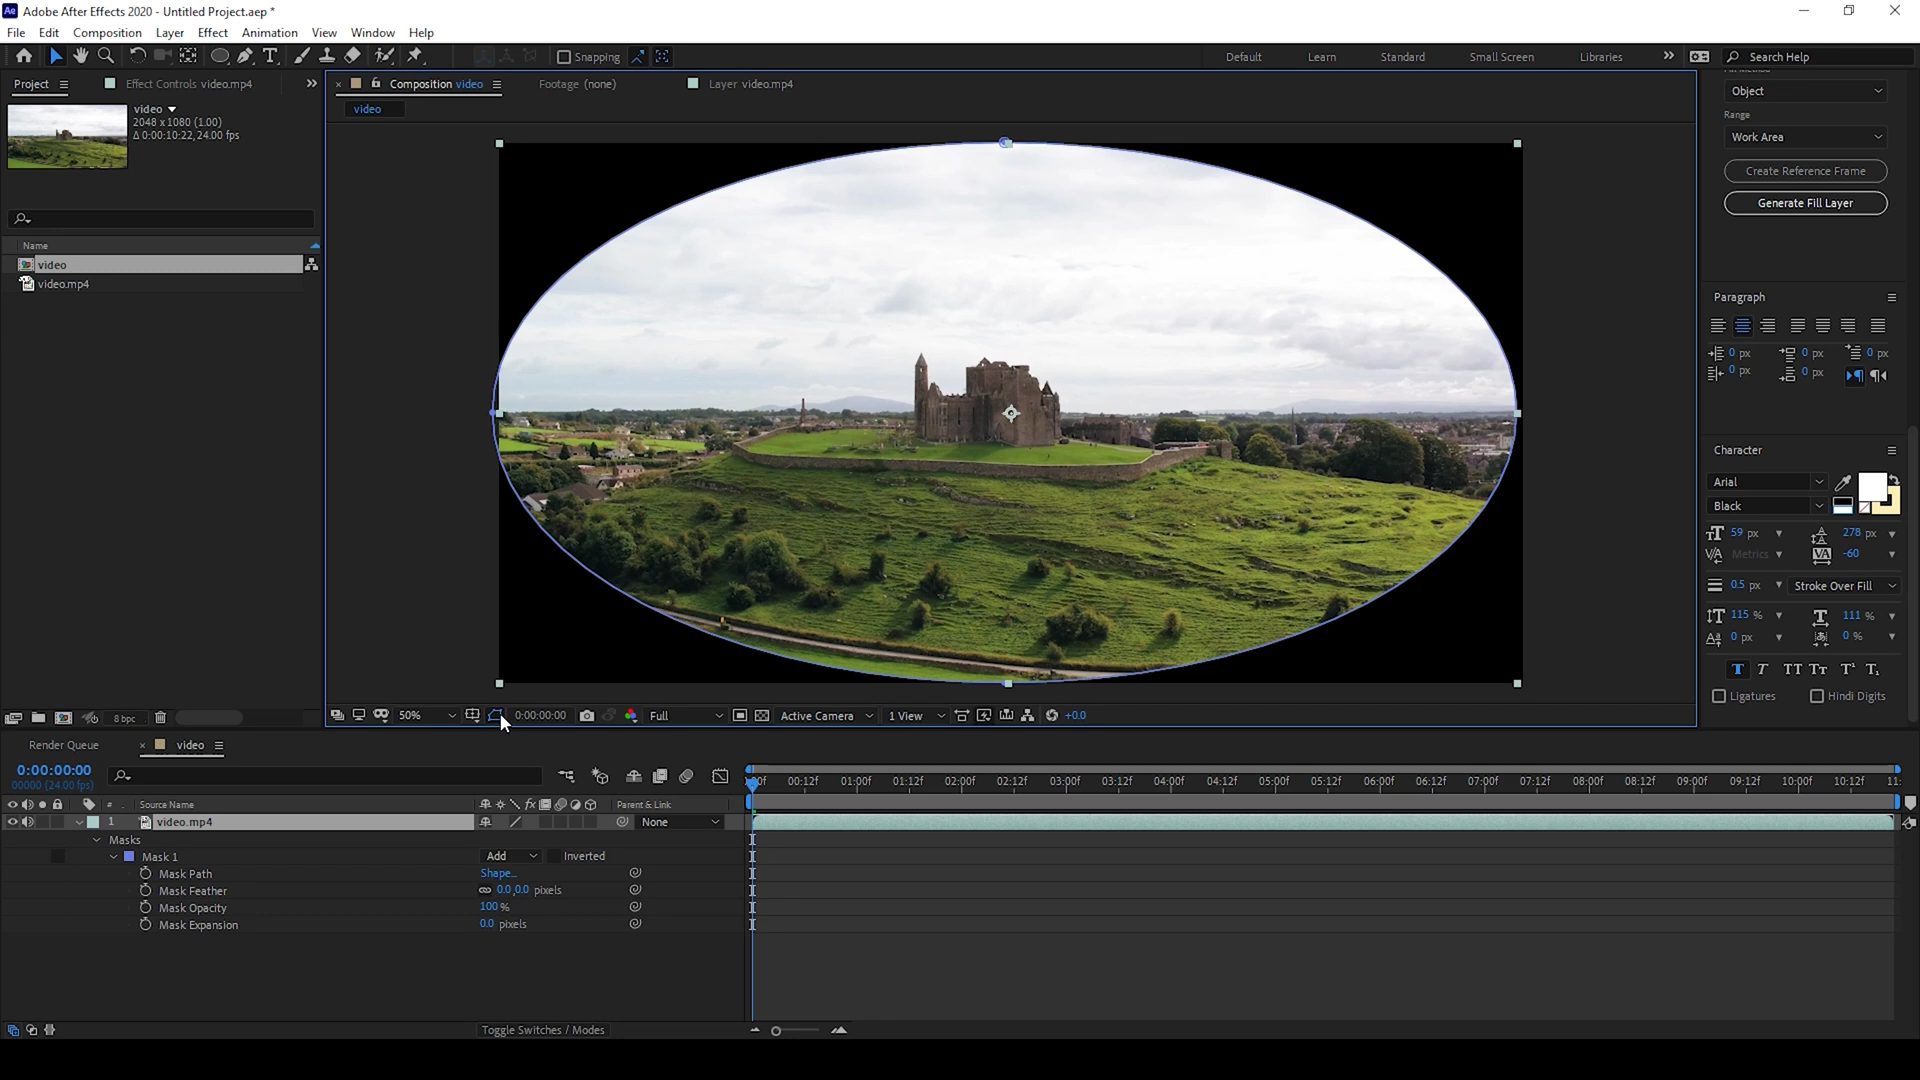 Ae Adobe After Effects 2020 - Untitled Project.aep *
File Edit Composition Layer Effect Animation View Window Help
Snapping
Default Learn Standard Small Screen Libraries » Search Help
Project Effect Controls video.mp4 »
Composition video Footage (none) Layer video.mp4
video
video
2048 x 1080 (1.00)
Δ 0:00:10:22, 24.00 fps
Name
video
video.mp4
8 bpc
50% 0:00:00:00 Full Active Camera 1 View +0.0
Object
Range
Work Area
Create Reference Frame
Generate Fill Layer
Paragraph
0 px 0 px 0 px
0 px 0 px
Character
Arial
Black
59 px 278 px
Metrics -60
0.5 px Stroke Over Fill
115 % 111 %
0 px 0 %
T T TT Tt T¹ T₁
Ligatures Hindi Digits
Render Queue video
0:00:00:00
00000 (24.00 fps)
00:12f 01:00f 01:12f 02:00f 02:12f 03:00f 03:12f 04:00f 04:12f 05:00f 05:12f 06:00f 06:12f 07:00f 07:12f 08:00f 08:12f 09:00f 09:12f 10:00f 10:12f 11:
# Source Name fx Parent & Link
1 video.mp4 None
Masks
Mask 1 Add Inverted
Mask Path Shape...
Mask Feather 0.0,0.0 pixels
Mask Opacity 100 %
Mask Expansion 0.0 pixels
Toggle Switches / Modes